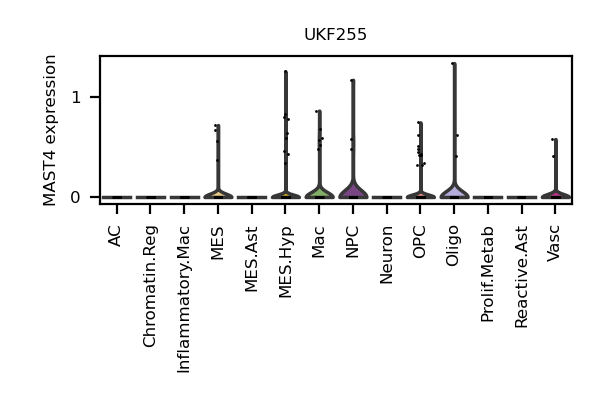 UKF255
MAST4 expression
1
0
AC
Chromatin.Reg
Inflammatory.Mac
MES
MES.Ast
MES.Hyp
Mac
NPC
Neuron
OPC
Oligo
Prolif.Metab
Reactive.Ast
Vasc